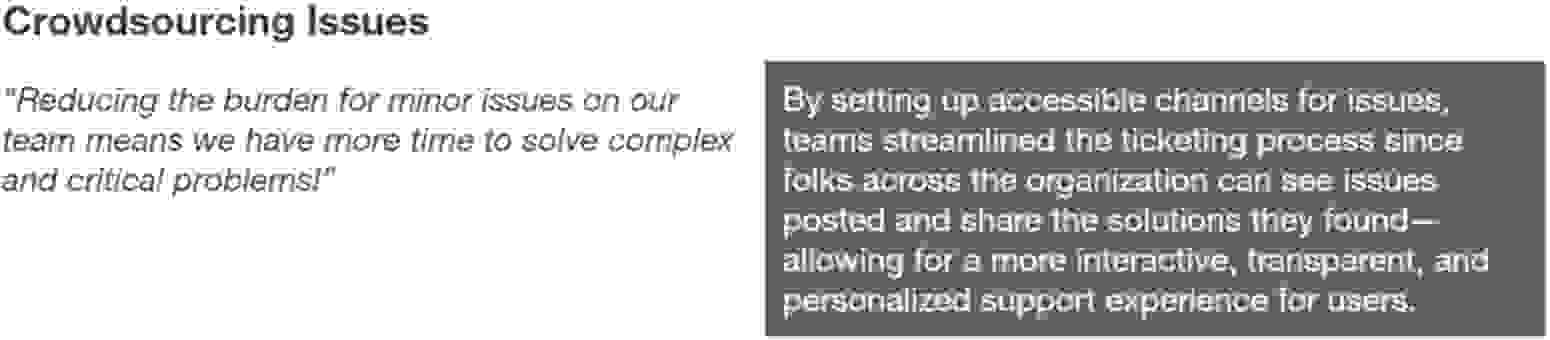 Crowdsourcing Issues
"Reducing the burden for minor issues on our
team means we have more time to solve complex
and critical problems!"
By setting up accessible channels for issues,
teams streamlined the ticketing process since
folks across the organization can see issues
posted and share the solutions they found—
allowing for a more interactive, transparent, and
personalized support experience for users.